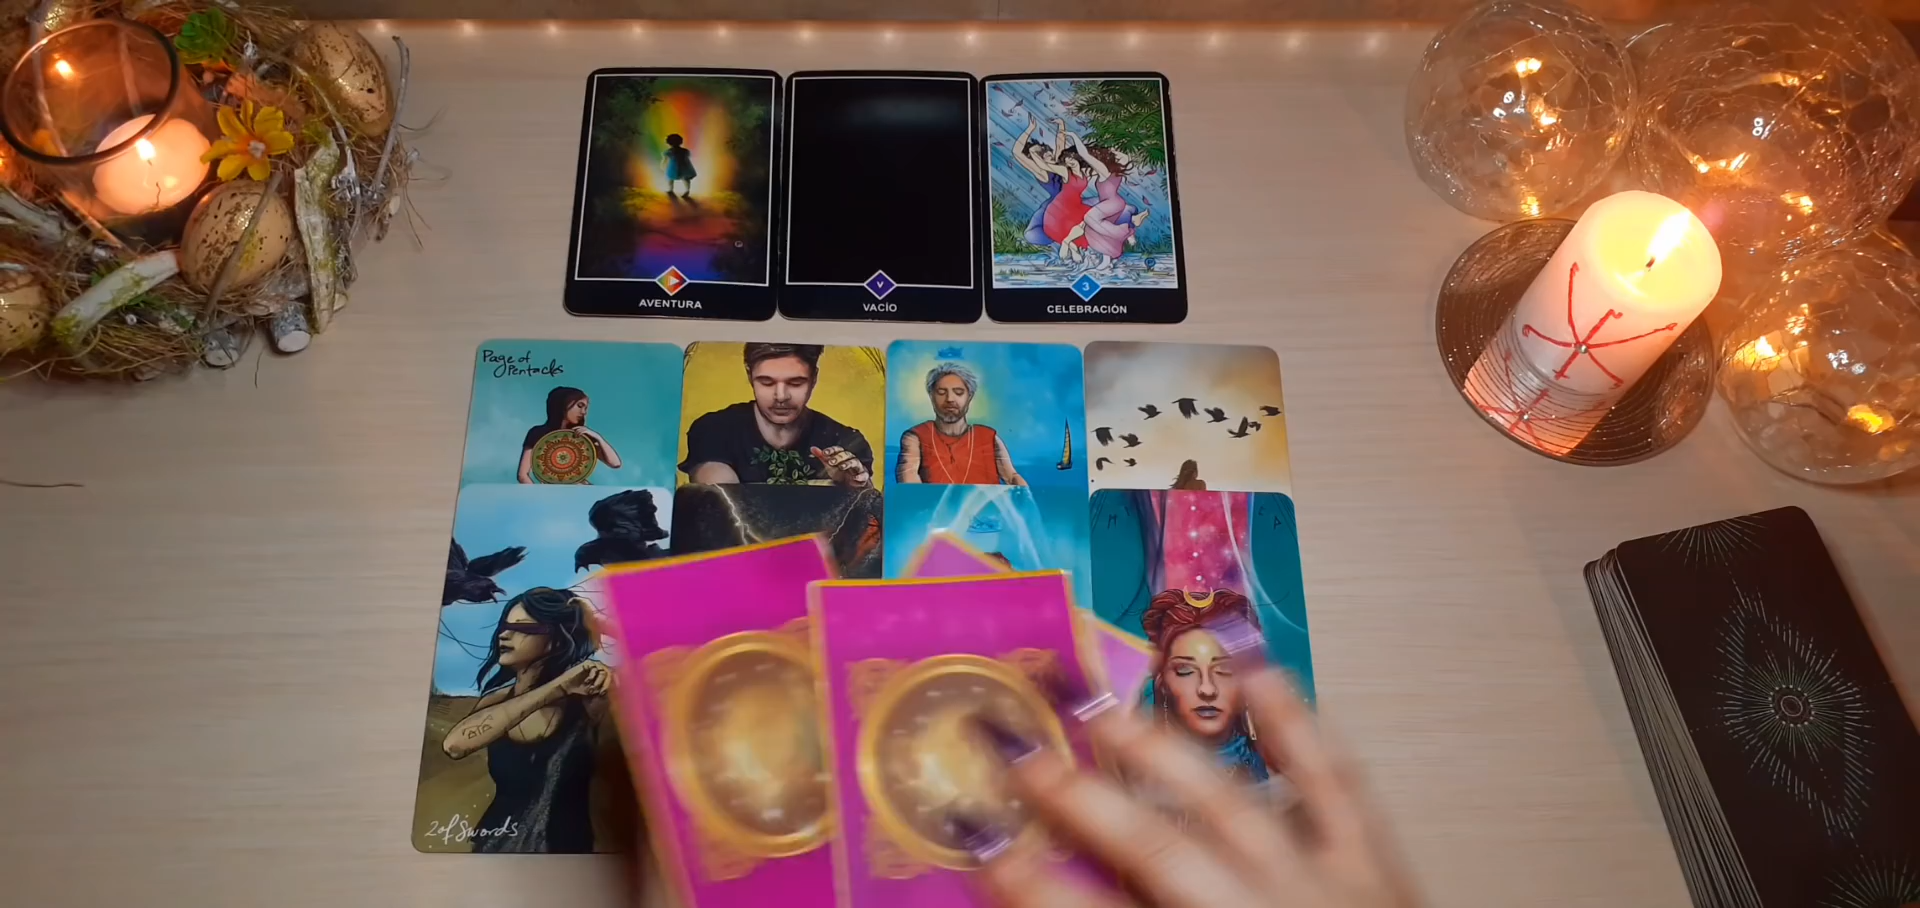 AVENTURA
V
VACÍO
3
CELEBRACIÓN
Page of
Pentacles
2 of Swords